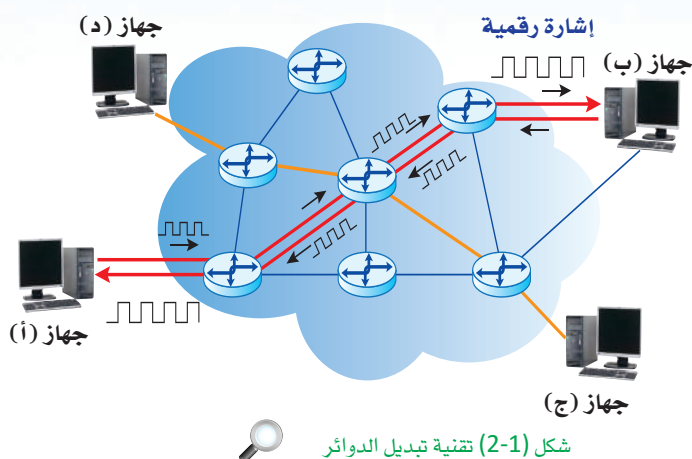 جهاز (د)
إشارة رقمية
جهاز (ب)
جهاز (أ)
جهاز (ج)
شكل (1-2) تقنية تبديل الدوائر